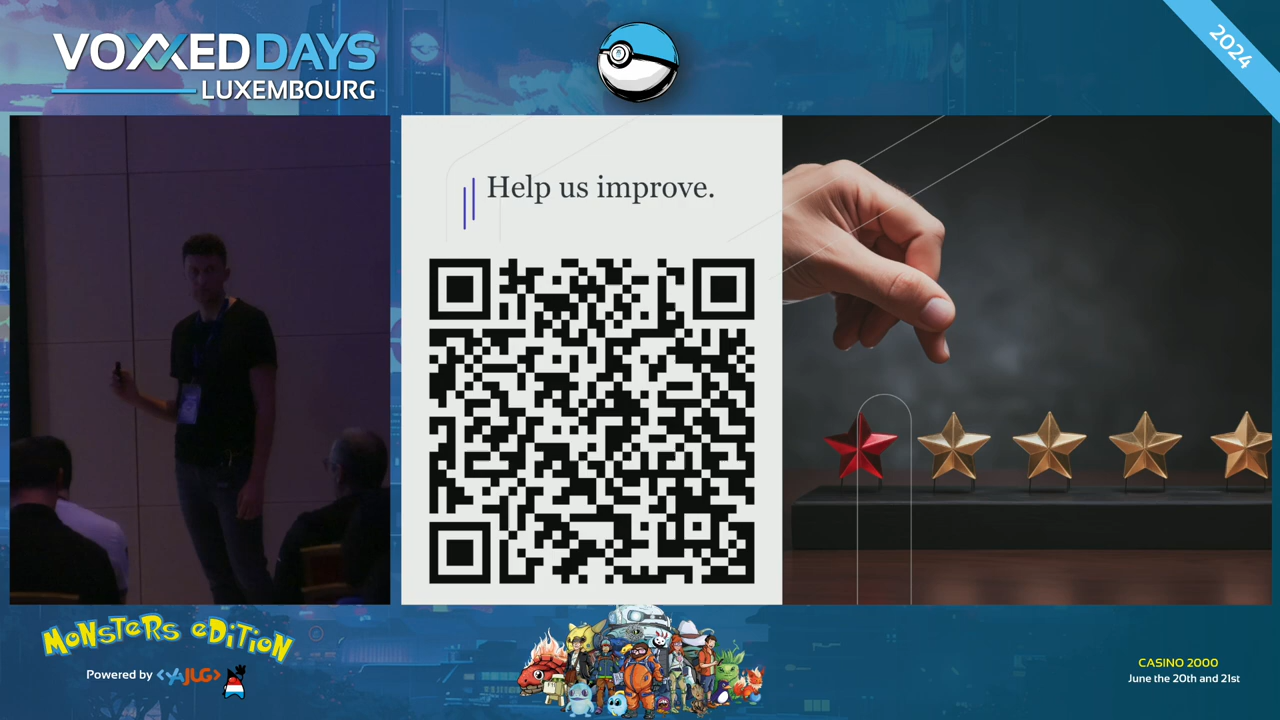 VOXXEDDAYS
LUXEMBOURG
2024
Help us improve.
MONSTERS EDITION
Powered by <YAJUG>
CASINO 2000
June the 20th and 21st